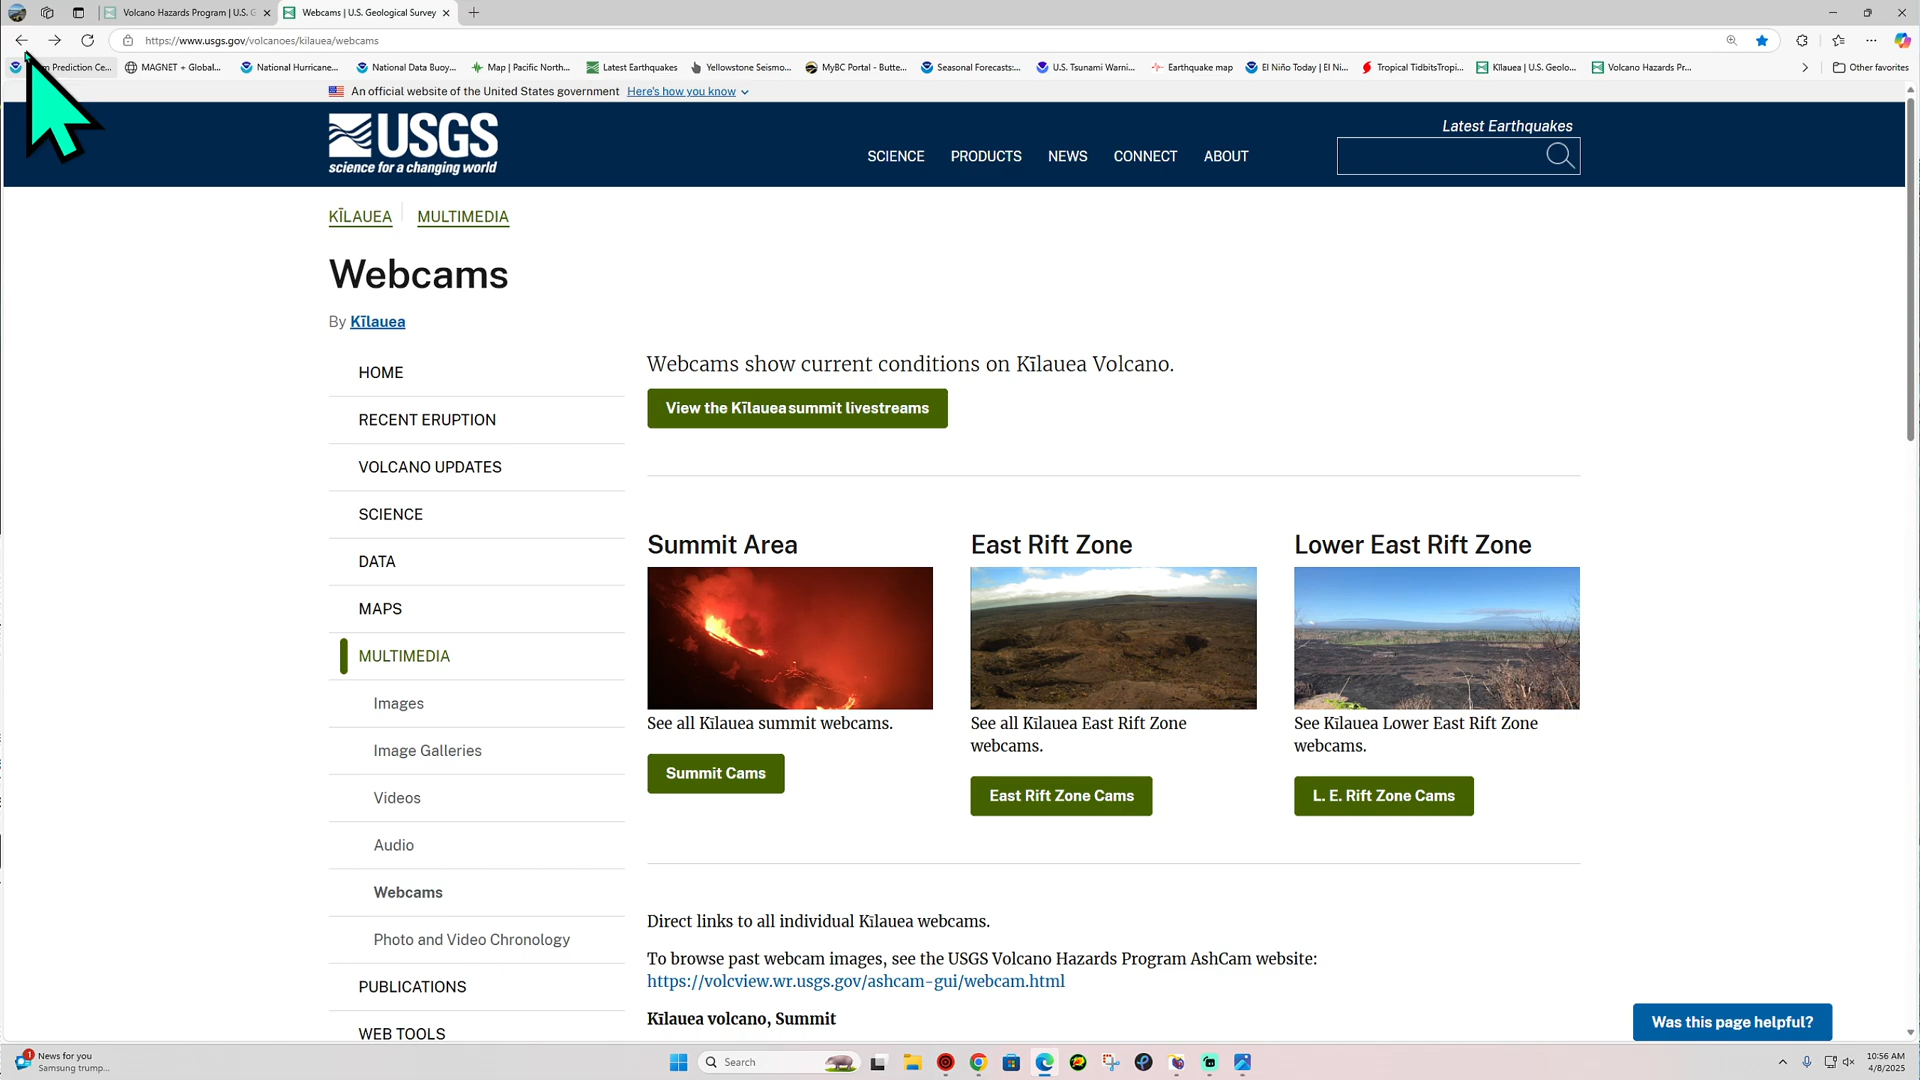 Volcano Hazards Program | U.S. G
Webcams | U.S. Geological Survey
https://www.usgs.gov/volcanoes/kilauea/webcams
Prediction Ce...
MAGNET + Global...
National Hurricane...
National Data Buoy...
Map | Pacific North...
Latest Earthquakes
Yellowstone Seismo...
MyBC Portal - Butte...
Seasonal Forecasts:...
U.S. Tsunami Warni...
Earthquake map
El Niño Today | El Ni...
Tropical TidbitsTropi...
Kīlauea | U.S. Geolo...
Volcano Hazards Pr...
Other favorites
An official website of the United States government Here's how you know
USGS
science for a changing world
SCIENCE
PRODUCTS
NEWS
CONNECT
ABOUT
Latest Earthquakes
KĪLAUEA
MULTIMEDIA
Webcams
By Kīlauea
HOME
RECENT ERUPTION
VOLCANO UPDATES
SCIENCE
DATA
MAPS
MULTIMEDIA
Images
Image Galleries
Videos
Audio
Webcams
Photo and Video Chronology
PUBLICATIONS
WEB TOOLS
Webcams show current conditions on Kīlauea Volcano.
View the Kīlauea summit livestreams
Summit Area
See all Kīlauea summit webcams.
Summit Cams
East Rift Zone
See all Kīlauea East Rift Zone
webcams.
East Rift Zone Cams
Lower East Rift Zone
See Kīlauea Lower East Rift Zone
webcams.
L. E. Rift Zone Cams
Direct links to all individual Kīlauea webcams.
To browse past webcam images, see the USGS Volcano Hazards Program AshCam website:
https://volcview.wr.usgs.gov/ashcam-gui/webcam.html
Kīlauea volcano, Summit
Was this page helpful?
1
News for you
Samsung trump...
Search
10:56 AM
4/8/2025